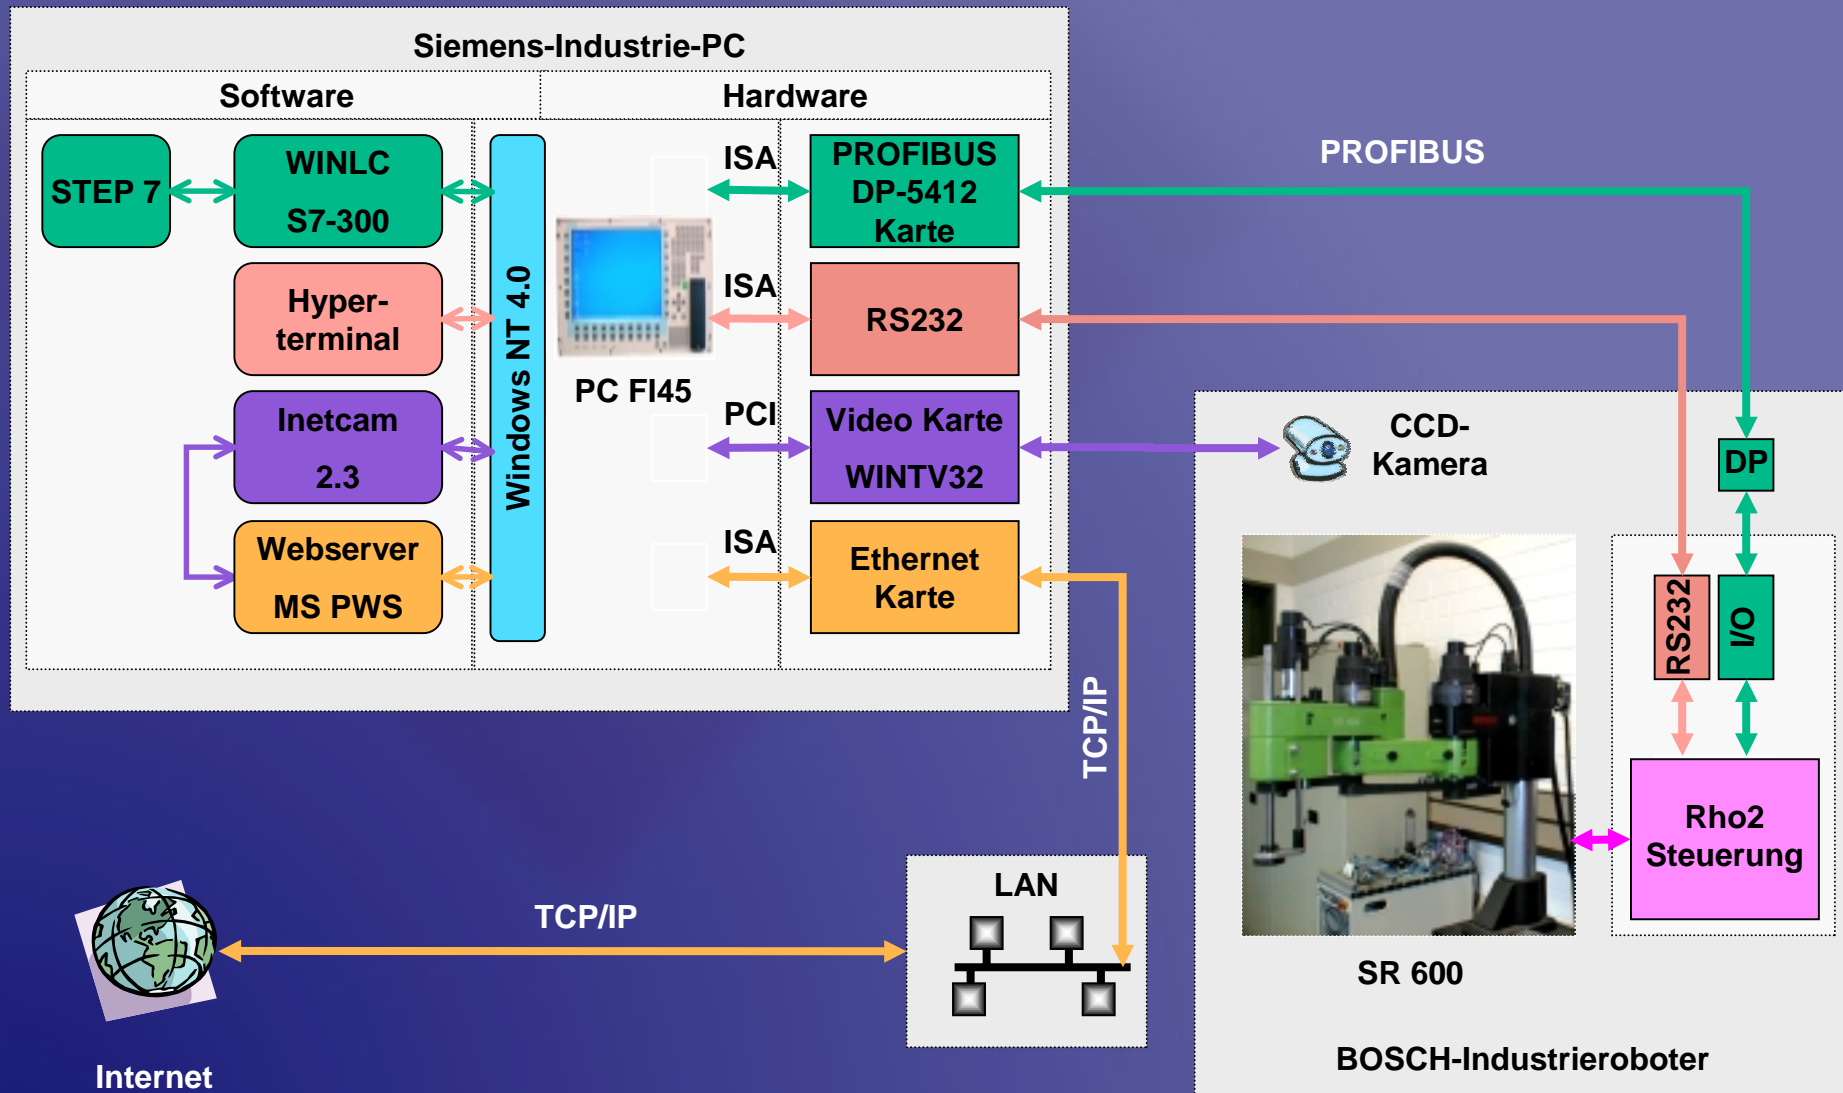 Siemens-Industrie-PC
Software
Hardware
STEP 7
WINLC
S7-300
Hyper-
terminal
Inetcam
2.3
Webserver
MS PWS
Windows NT 4.0
PC FI45
ISA
ISA
PCI
ISA
PROFIBUS
DP-5412
Karte
RS232
Video Karte
WINTV32
Ethernet
Karte
PROFIBUS
TCP/IP
CCD-
Kamera
DP
RS232
I/O
Rho2
Steuerung
SR 600
BOSCH-Industrieroboter
LAN
TCP/IP
Internet